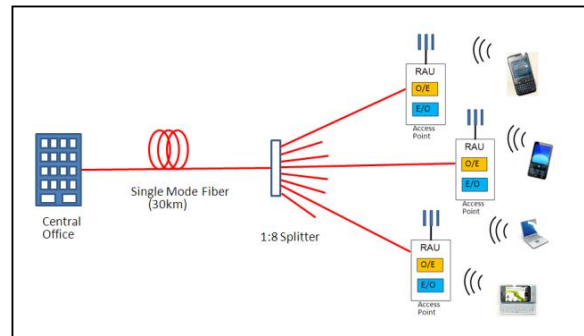 RAU
O/E
E/O
Access
Point
RAU
O/E
E/O
Access
Point
Central
Office
Single Mode Fiber
(30km)
1:8 Splitter
RAU
O/E
E/O
Access
Point